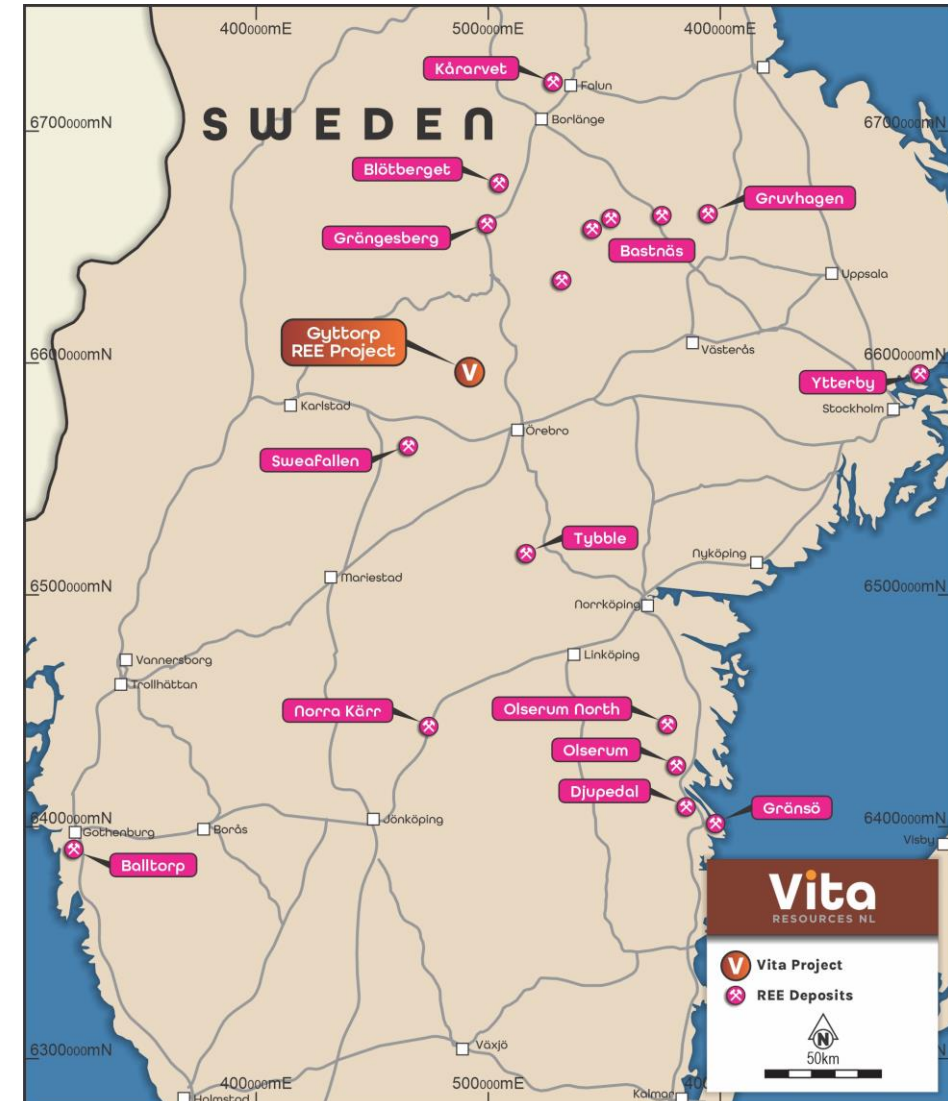 400000mE
500000mE
400000mE
Kårarvet
Falun
SWEDEN
Borlänge
6700000mN
6700000mN
Blötberget
Gruvhagen
Grängesberg
Bastnäs
Uppsala
Gyttorp
REE Project
V
Västerås
6600000mN
6600000mN
Ytterby
Karlstad
Stockholm
Örebro
Sweafallen
Tybble
Nyköping
Mariestad
6500000mN
6500000mN
Norrköping
Vannersborg
Linköping
Trollhättan
Norra Kärr
Olserum North
Olserum
Djupedal
Gränsö
6400000mN
6400000mN
Gothenburg
Borås
Jönköping
Visby
Balltorp
Vita
RESOURCES NL
V Vita Project
REE Deposits
N
50km
6300000mN
Växjö
400000mE
500000mE
400
Halmstad
Kalmar